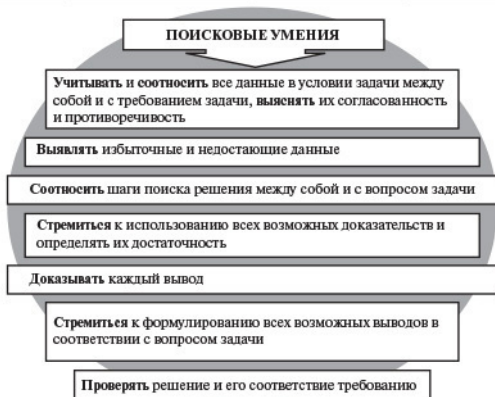 ПОИСКОВЫЕ УМЕНИЯ
Учитывать и соотносить все данные в условии задачи между
собой и с требованием задачи, выяснять их согласованность
и противоречивость
Выявлять избыточные и недостающие данные
Соотносить шаги поиска решения между собой и с вопросом задачи
Стремиться к использованию всех возможных доказательств и
определять их достаточность
Доказывать каждый вывод
Стремиться к формулированию всех возможных выводов в
соответствии с вопросом задачи
Проверять решение и его соответствие требованию